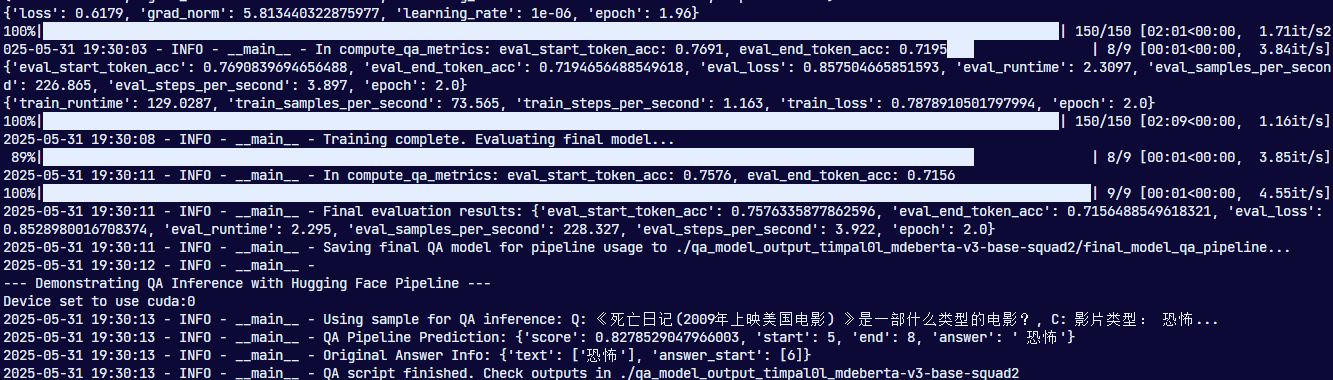 {'loss': 0.6179, 'grad_norm': 5.813440322875977, 'learning_rate': 1e-06, 'epoch': 1.96}
100%| | 150/150 [02:01<00:00, 1.71it/s2
025-05-31 19:30:03 - INFO - __main__ - In compute_qa_metrics: eval_start_token_acc: 0.7691, eval_end_token_acc: 0.7195 | 8/9 [00:01<00:00, 3.84it/s]
{'eval_start_token_acc': 0.7690839694656488, 'eval_end_token_acc': 0.7194656488549618, 'eval_loss': 0.857504665851593, 'eval_runtime': 2.3097, 'eval_samples_per_secon
d': 226.865, 'eval_steps_per_second': 3.897, 'epoch': 2.0}
{'train_runtime': 129.0287, 'train_samples_per_second': 73.565, 'train_steps_per_second': 1.163, 'train_loss': 0.7878910501797994, 'epoch': 2.0}
100%| | 150/150 [02:09<00:00, 1.16it/s]
2025-05-31 19:30:08 - INFO - __main__ - Training complete. Evaluating final model...
89%| | 8/9 [00:01<00:00, 3.85it/s]
2025-05-31 19:30:11 - INFO - __main__ - In compute_qa_metrics: eval_start_token_acc: 0.7576, eval_end_token_acc: 0.7156
100%| | 9/9 [00:01<00:00, 4.55it/s]
2025-05-31 19:30:11 - INFO - __main__ - Final evaluation results: {'eval_start_token_acc': 0.7576335877862596, 'eval_end_token_acc': 0.7156488549618321, 'eval_loss':
0.8528980016708374, 'eval_runtime': 2.295, 'eval_samples_per_second': 228.327, 'eval_steps_per_second': 3.922, 'epoch': 2.0}
2025-05-31 19:30:11 - INFO - __main__ - Saving final QA model for pipeline usage to ./qa_model_output_timpal0l_mdeberta-v3-base-squad2/final_model_qa_pipeline...
2025-05-31 19:30:12 - INFO - __main__ -
--- Demonstrating QA Inference with Hugging Face Pipeline ---
Device set to use cuda:0
2025-05-31 19:30:13 - INFO - __main__ - Using sample for QA inference: Q: 《死亡日记(2009年上映美国电影) 》是一部什么类型的电影？, C: 影片类型： 恐怖...
2025-05-31 19:30:13 - INFO - __main__ - QA Pipeline Prediction: {'score': 0.8278529047966003, 'start': 5, 'end': 8, 'answer': ' 恐怖'}
2025-05-31 19:30:13 - INFO - __main__ - Original Answer Info: {'text': ['恐怖'], 'answer_start': [6]}
2025-05-31 19:30:13 - INFO - __main__ - QA script finished. Check outputs in ./qa_model_output_timpal0l_mdeberta-v3-base-squad2